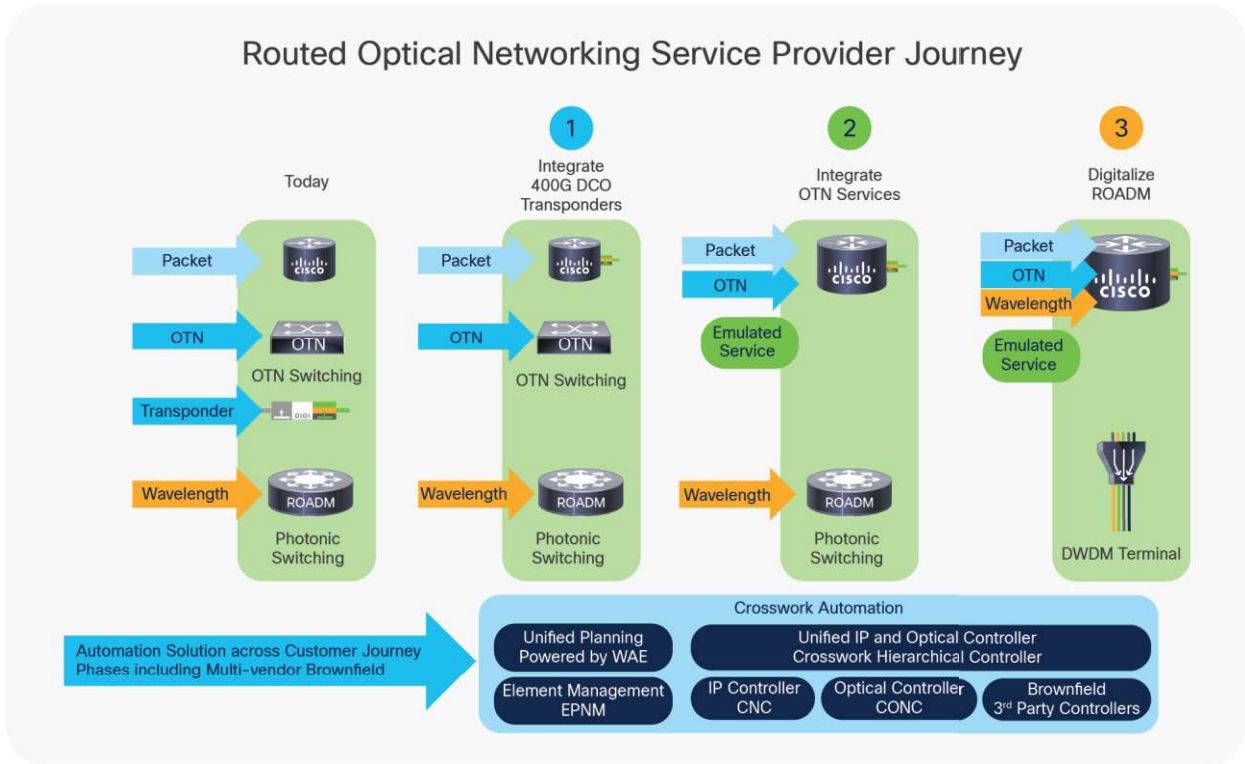 Routed Optical Networking Service Provider Journey
Today
Packet
CISCO
OTN
OTN
OTN Switching
Transponder
DIGI
Wavelength
ROADM
Photonic
Switching
1
Integrate
400G DCO
Transponders
Packet
CISCO
OTN
OTN
OTN Switching
Wavelength
ROADM
Photonic
Switching
2
Integrate
OTN Services
Packet
OTN
CISCO
Emulated
Service
Wavelength
ROADM
Photonic
Switching
3
Digitalize
ROADM
Packet
OTN
Wavelength
CISCO
Emulated
Service
DWDM Terminal
Automation Solution across Customer Journey
Phases including Multi-vendor Brownfield
Crosswork Automation
Unified Planning
Powered by WAE
Unified IP and Optical Controller
Crosswork Hierarchical Controller
Element Management
EPNM
IP Controller
CNC
Optical Controller
CONC
Brownfield
3rd Party Controllers